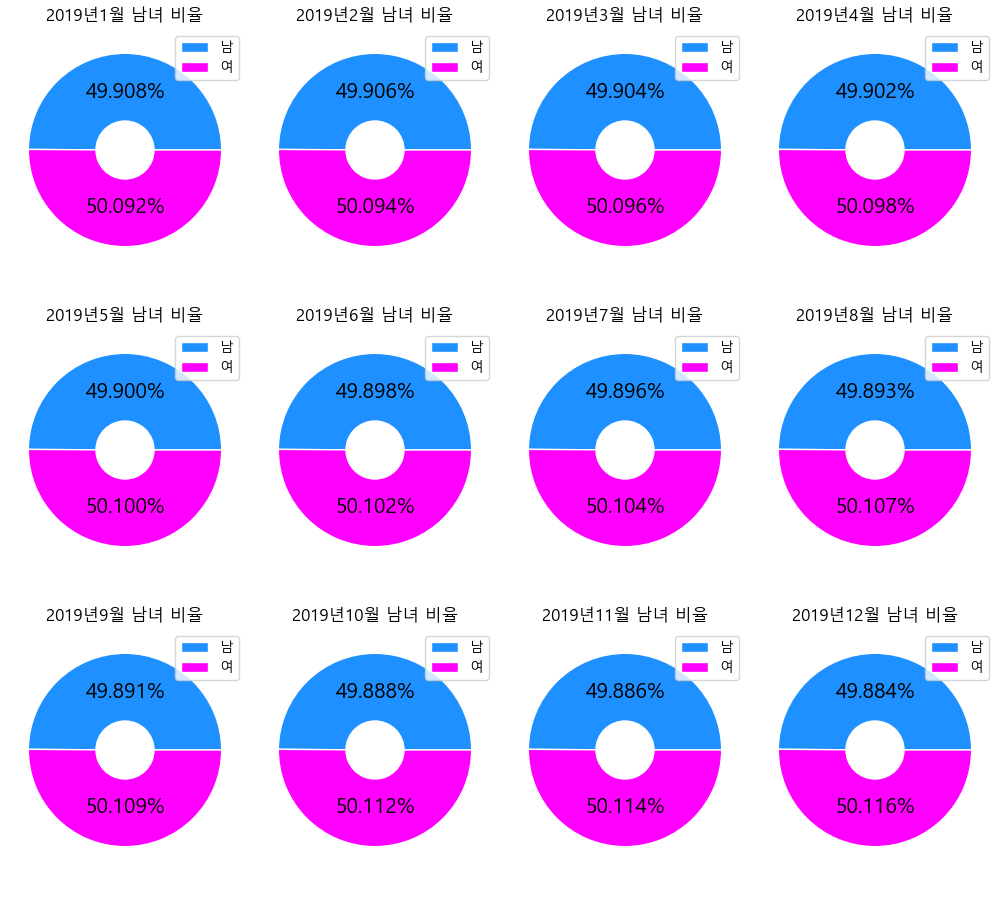 2019년1월 남녀 비율
남
여
49.908%
50.092%
2019년2월 남녀 비율
남
여
49.906%
50.094%
2019년3월 남녀 비율
남
여
49.904%
50.096%
2019년4월 남녀 비율
남
여
49.902%
50.098%
2019년5월 남녀 비율
남
여
49.900%
50.100%
2019년6월 남녀 비율
남
여
49.898%
50.102%
2019년7월 남녀 비율
남
여
49.896%
50.104%
2019년8월 남녀 비율
남
여
49.893%
50.107%
2019년9월 남녀 비율
남
여
49.891%
50.109%
2019년10월 남녀 비율
남
여
49.888%
50.112%
2019년11월 남녀 비율
남
여
49.886%
50.114%
2019년12월 남녀 비율
남
여
49.884%
50.116%